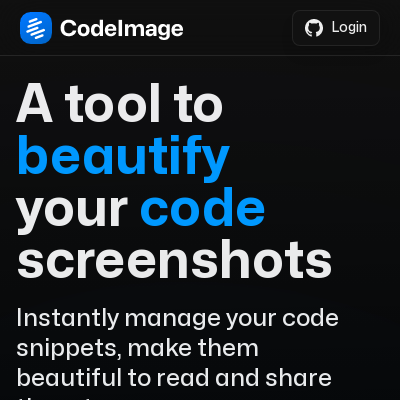 CodeImage
Login
A tool to
beautify
your code
screenshots
Instantly manage your code
snippets, make them
beautiful to read and share